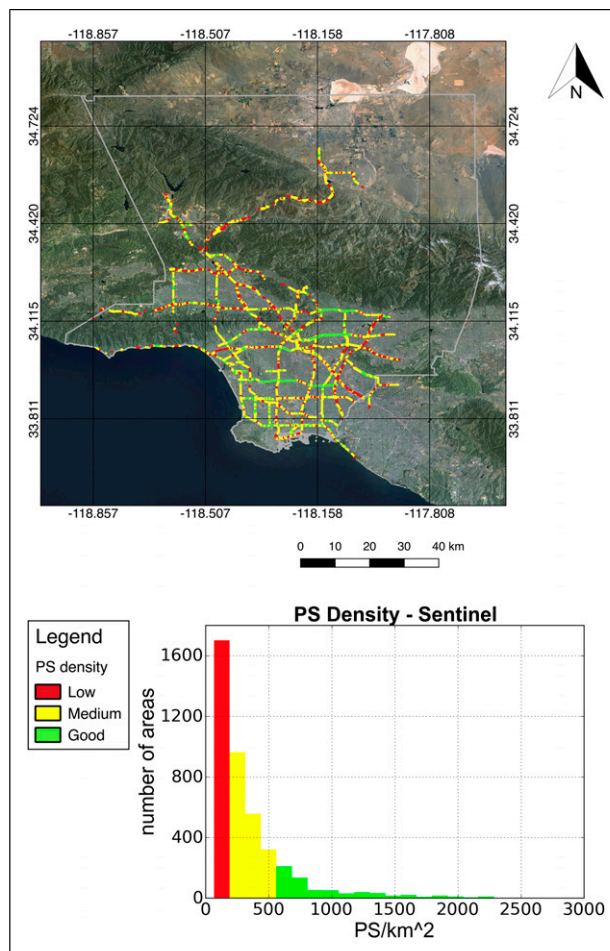 -118.857 -118.507 -118.158 -117.808
34.724 34.724
34.420 34.420
34.115 34.115
33.811 33.811
-118.857 -118.507 -118.158 -117.808
N
0 10 20 30 40 km
PS Density - Sentinel
Legend
PS density
Low
Medium
Good
number of areas
1600
1200
800
400
0
0 500 1000 1500 2000 2500 3000
PS/km^2